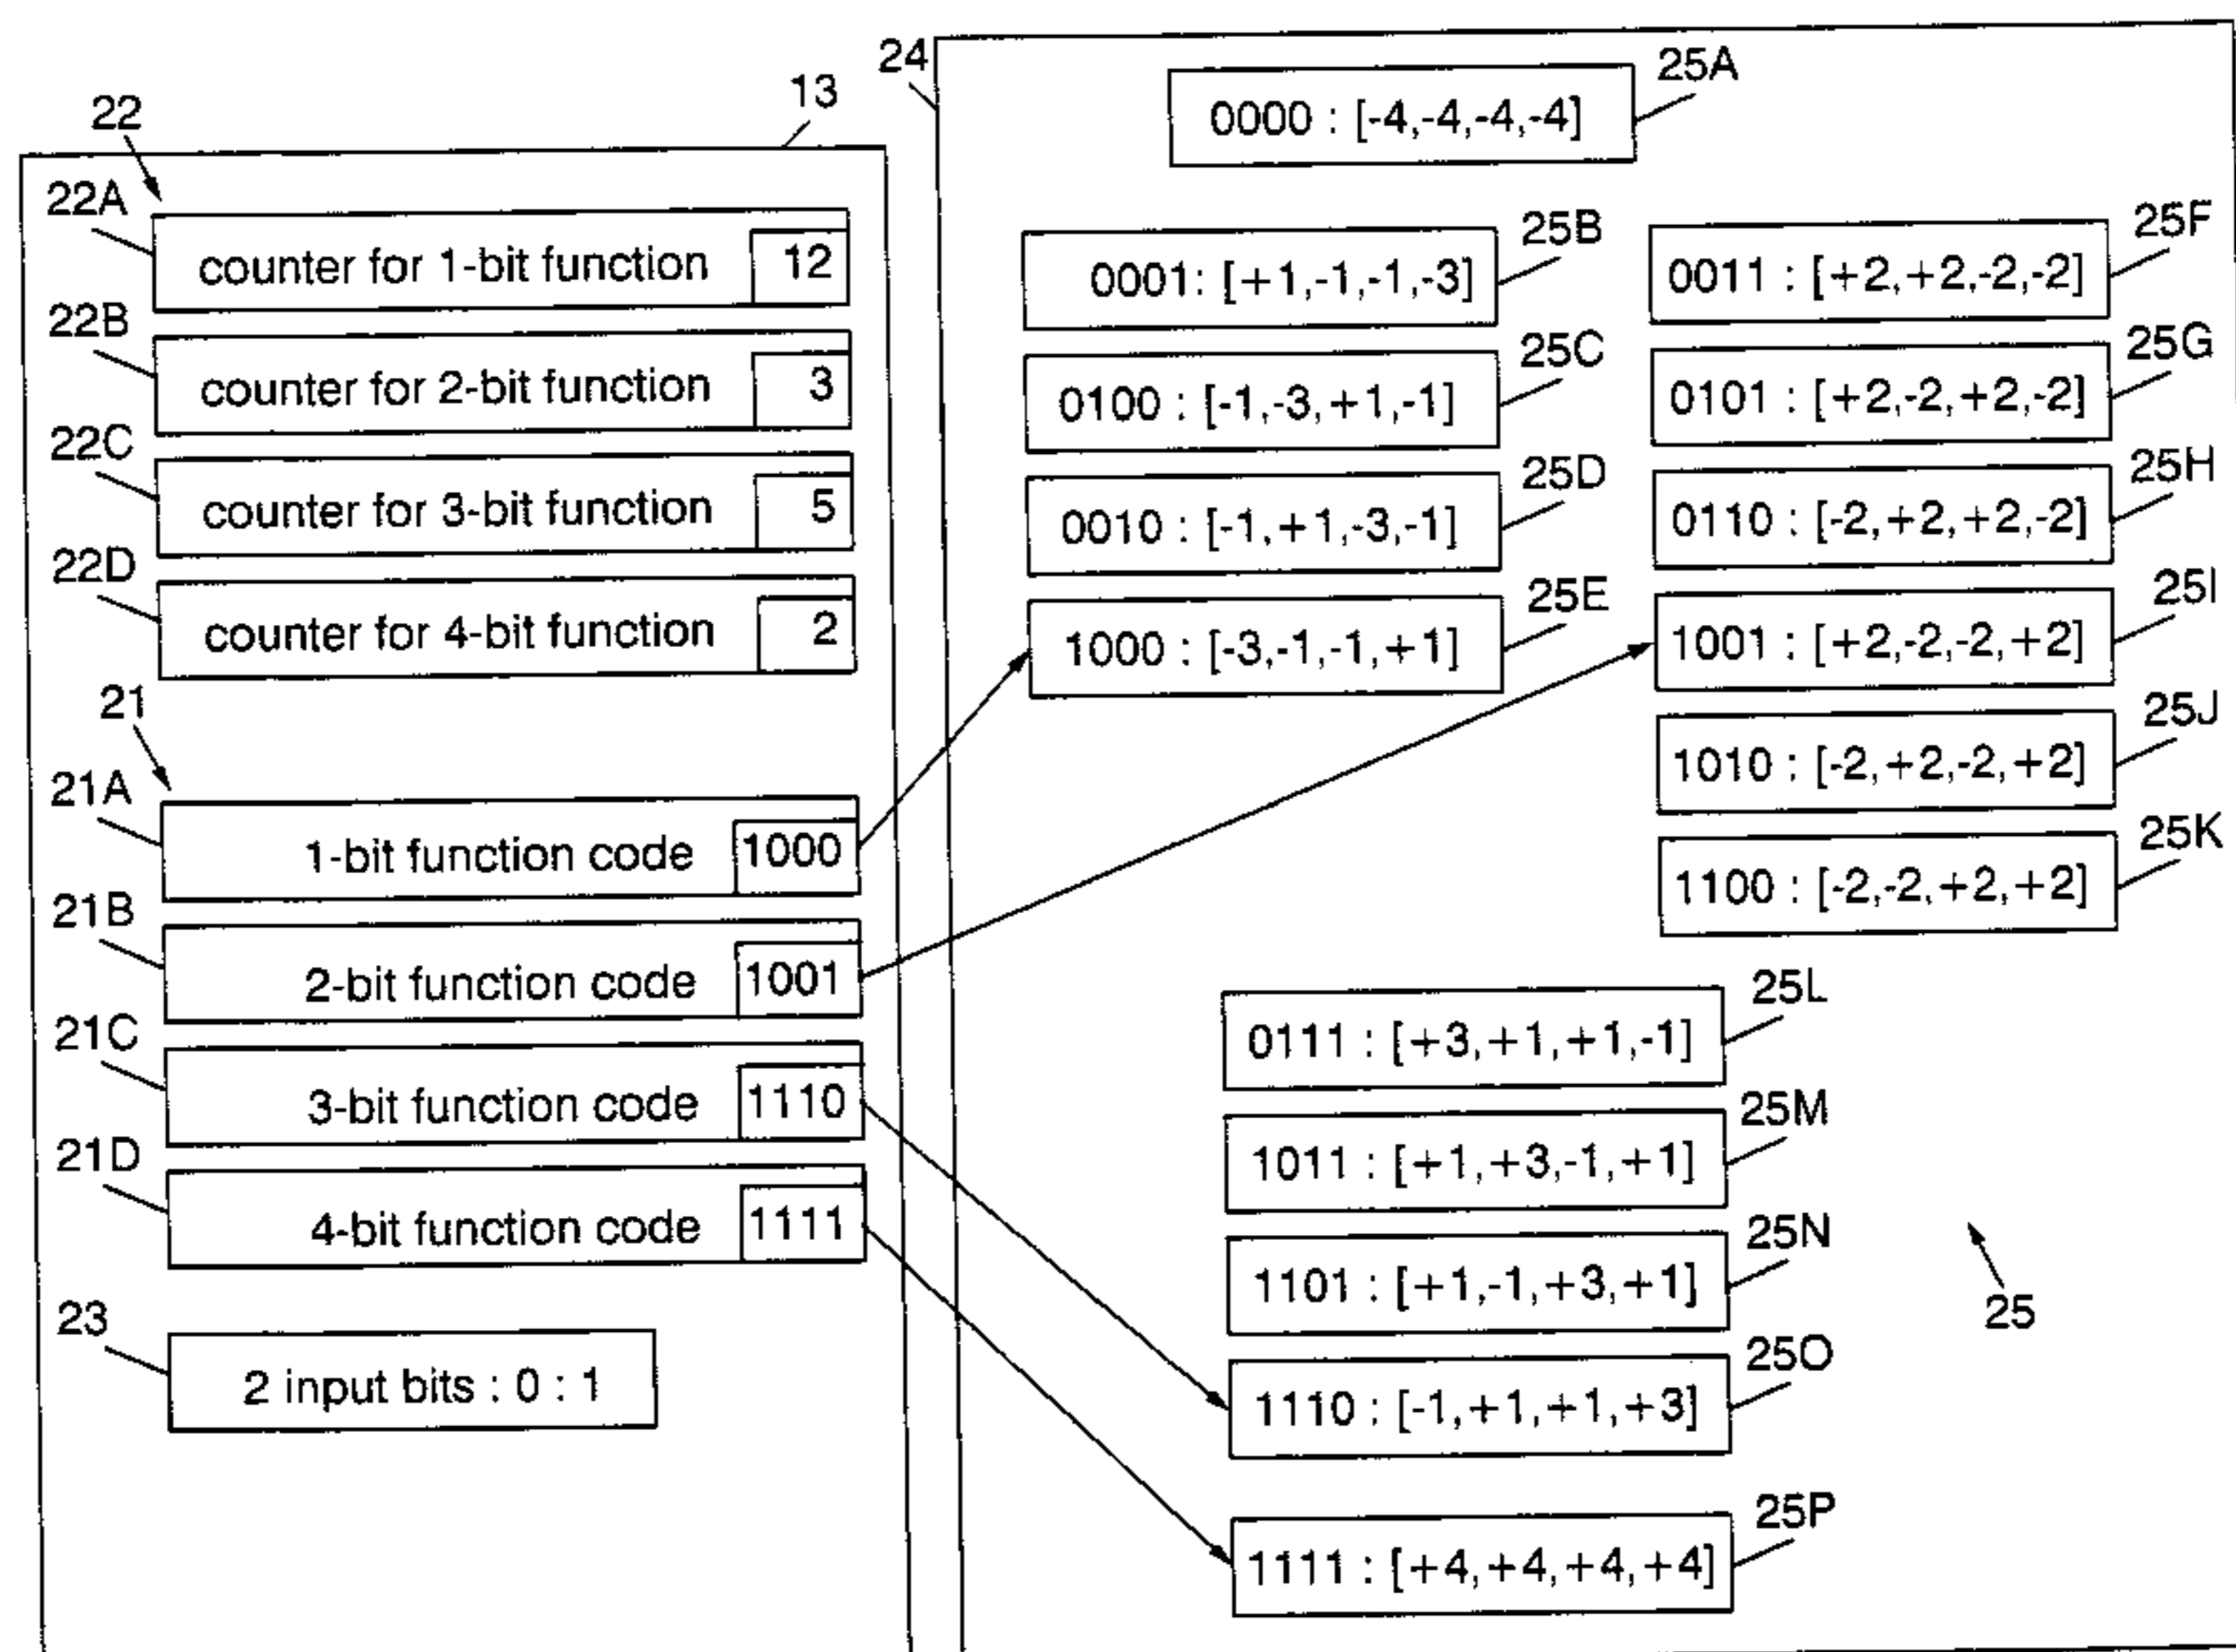 22
13
22A
counter for 1-bit function 12
22B
counter for 2-bit function 3
22C
counter for 3-bit function 5
22D
counter for 4-bit function 2
21
21A
1-bit function code 1000
21B
2-bit function code 1001
21C
3-bit function code 1110
21D
4-bit function code 1111
23
2 input bits : 0 : 1
24
25A
0000 : [-4,-4,-4,-4]
25B
0001: [+1,-1,-1,-3]
25C
0100 : [-1,-3,+1,-1]
25D
0010 : [-1,+1,-3,-1]
25E
1000 : [-3,-1,-1,+1]
25F
0011 : [+2,+2,-2,-2]
25G
0101 : [+2,-2,+2,-2]
25H
0110 : [-2,+2,+2,-2]
25I
1001 : [+2,-2,-2,+2]
25J
1010 : [-2,+2,-2,+2]
25K
1100 : [-2,-2,+2,+2]
25L
0111 : [+3,+1,+1,-1]
25M
1011 : [+1,+3,-1,+1]
25N
1101 : [+1,-1,+3,+1]
25O
1110 : [-1,+1,+1,+3]
25P
1111 : [+4,+4,+4,+4]
25